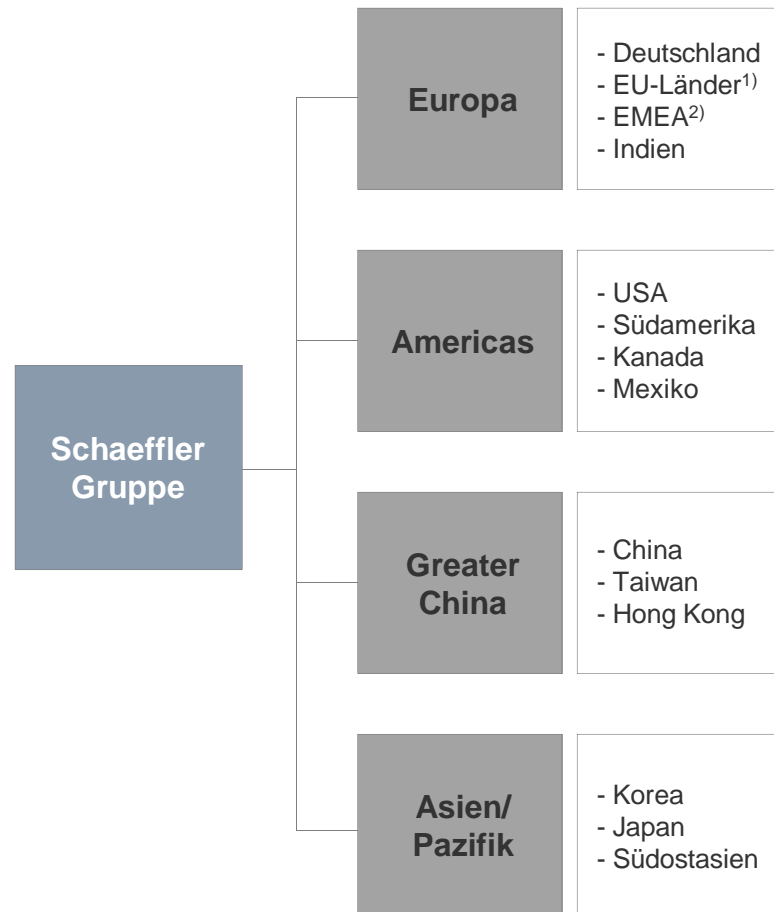 Schaeffler
Gruppe
Europa
- Deutschland
- EU-Länder1)
- EMEA2)
- Indien
Americas
- USA
- Südamerika
- Kanada
- Mexiko
Greater
China
- China
- Taiwan
- Hong Kong
Asien/
Pazifik
- Korea
- Japan
- Südostasien